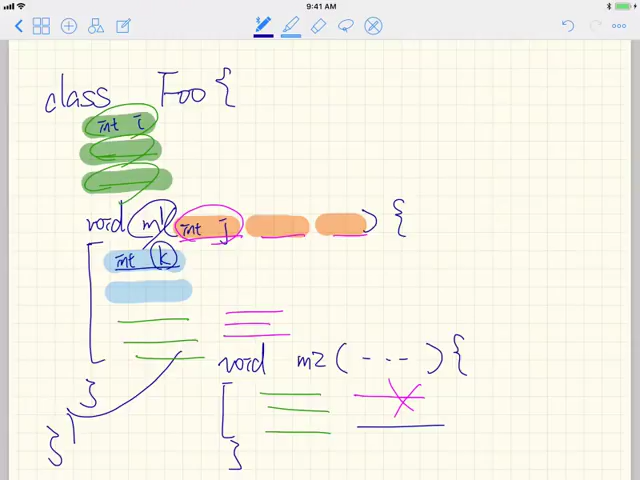 9:41 AM
class Foo {
int i
void m1( int j ) {
int k
void m2 ( --- ) {
}
}
}